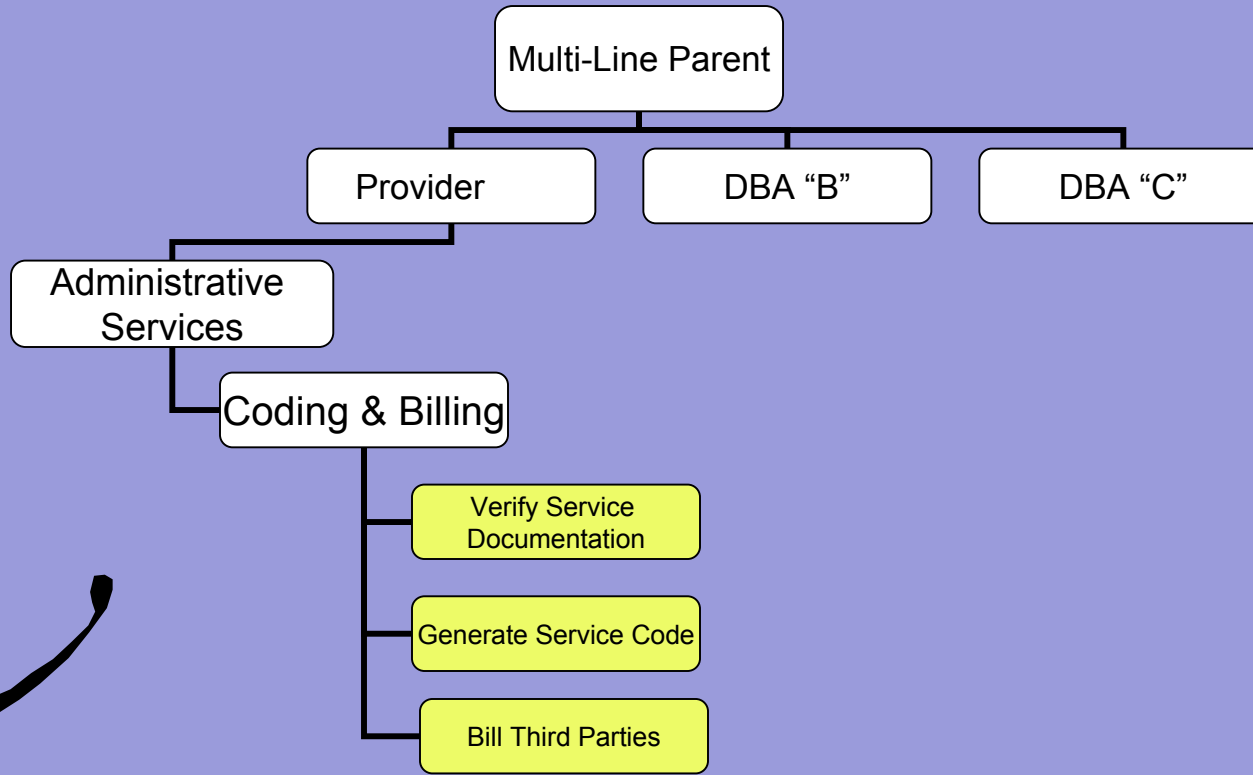 Multi-Line Parent
Provider
DBA “B”
DBA “C”
Administrative
Services
Coding & Billing
Verify Service
Documentation
Generate Service Code
Bill Third Parties